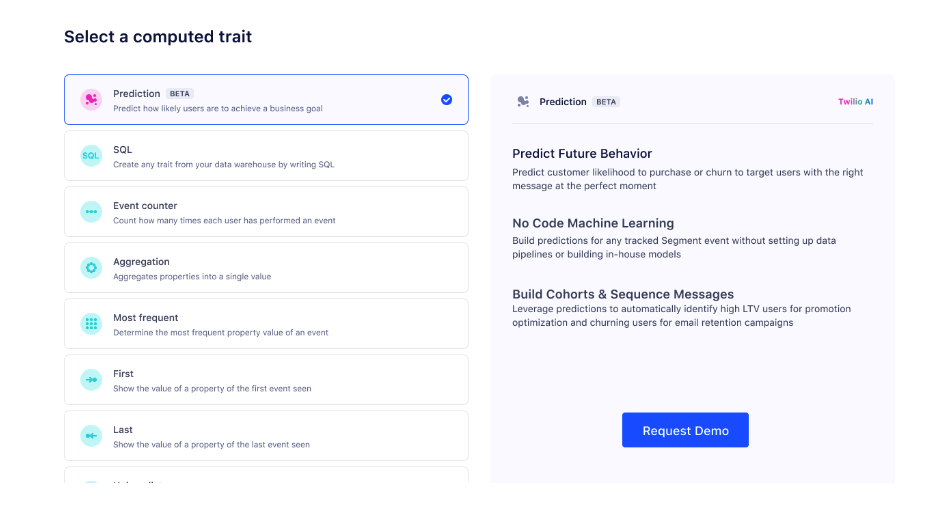 Select a computed trait
Prediction BETA
Predict how likely users are to achieve a business goal
SQL
SQL
Create any trait from your data warehouse by writing SQL
Event counter
Count how many times each user has performed an event
Aggregation
Aggregates properties into a single value
Most frequent
Determine the most frequent property value of an event
First
Show the value of a property of the first event seen
Last
Show the value of a property of the last event seen
Prediction BETA
Twilio AI
Predict Future Behavior
Predict customer likelihood to purchase or churn to target users with the right
message at the perfect moment
No Code Machine Learning
Build predictions for any tracked Segment event without setting up data
pipelines or building in-house models
Build Cohorts & Sequence Messages
Leverage predictions to automatically identify high LTV users for promotion
optimization and churning users for email retention campaigns
Request Demo